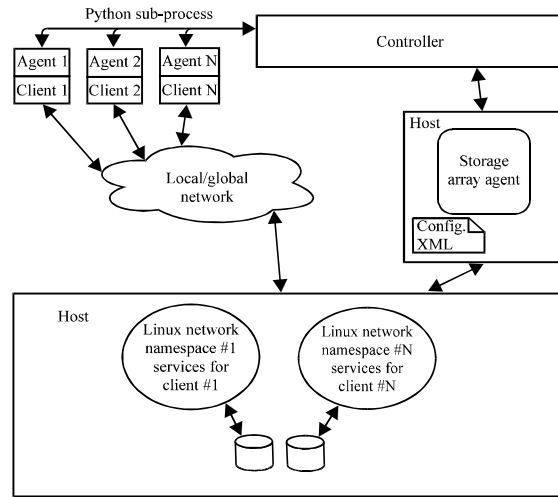 Python sub-process
Controller
Agent 1
Agent 2
Agent N
Client 1
Client 2
Client N
Host
Storage
array agent
Config.
XML
Local/global
network
Host
Linux network
namespace #1
services for
client #1
Linux network
namespace #N
services for
client #N